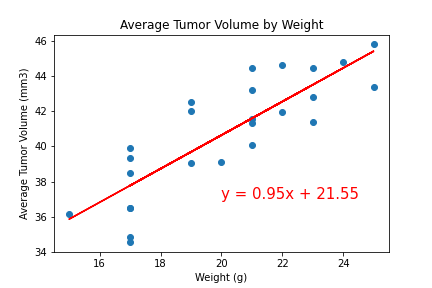 Average Tumor Volume by Weight
46
44
42
40
38
36
34
Average Tumor Volume (mm3)
y = 0.95x + 21.55
16 18 20 22 24
Weight (g)